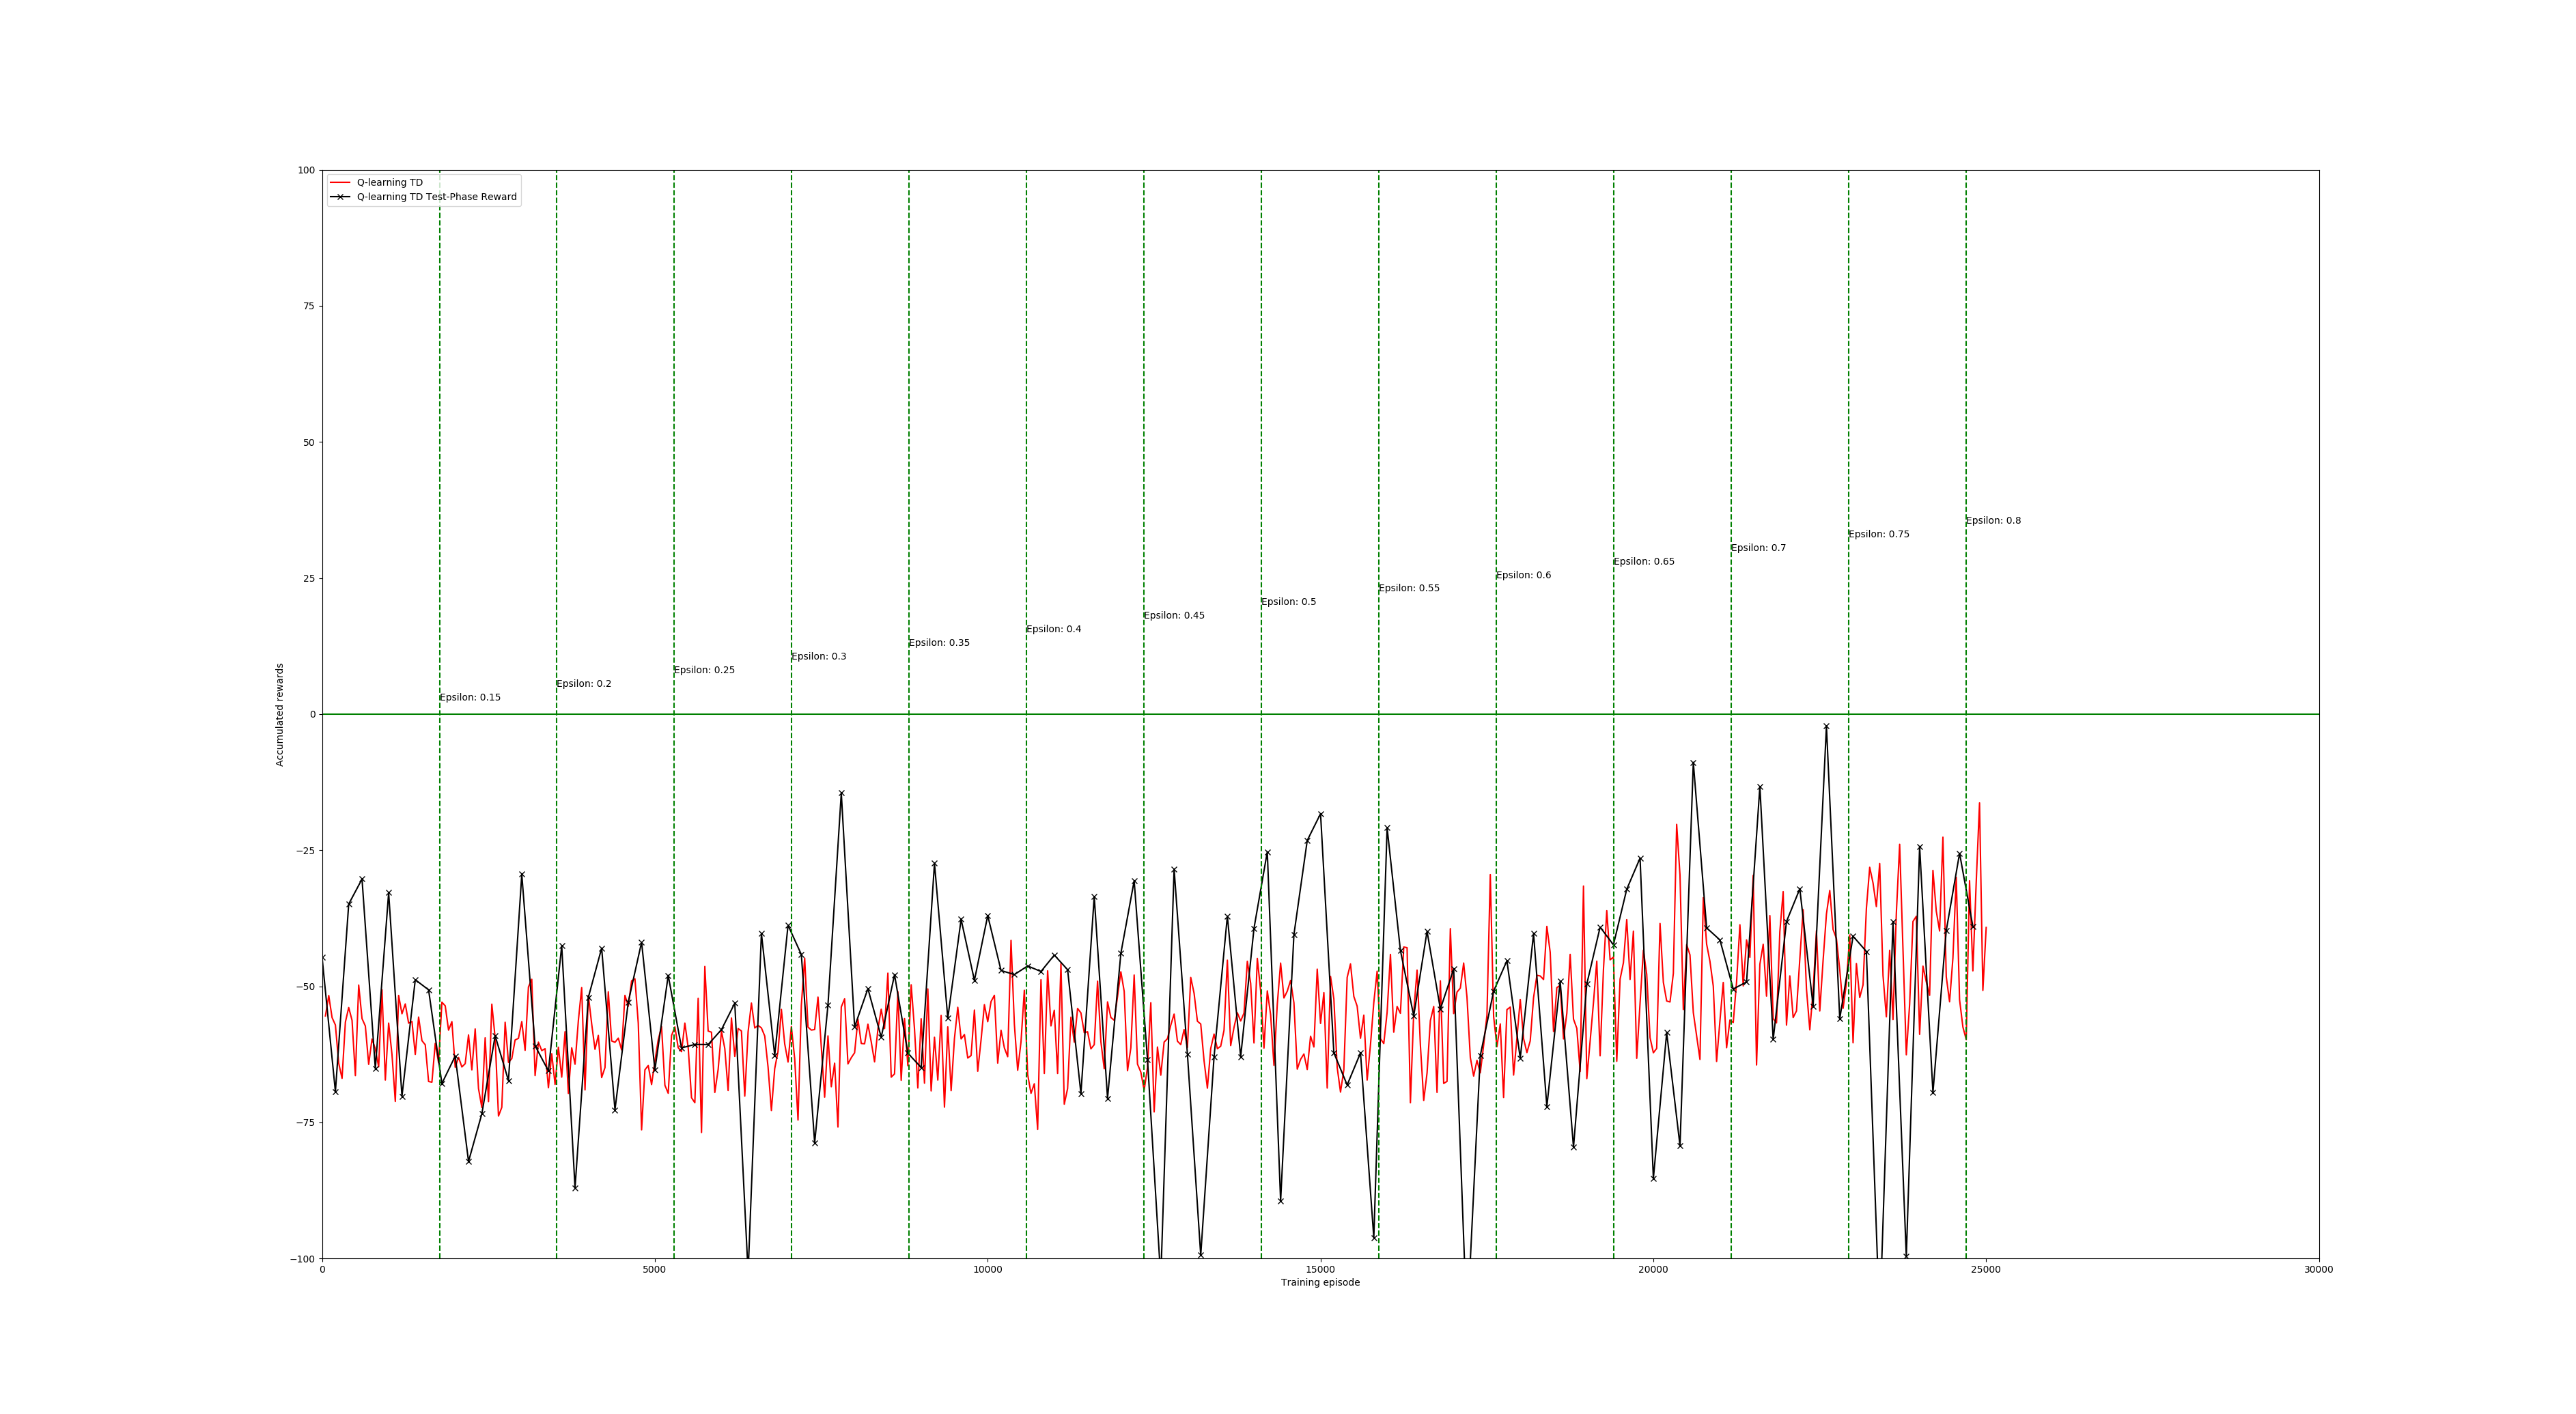 100
75
50
25
0
−25
−50
−75
−100
Accumulated rewards
Q-learning TD
Q-learning TD Test-Phase Reward
Epsilon: 0.15
Epsilon: 0.2
Epsilon: 0.25
Epsilon: 0.3
Epsilon: 0.35
Epsilon: 0.4
Epsilon: 0.45
Epsilon: 0.5
Epsilon: 0.55
Epsilon: 0.6
Epsilon: 0.65
Epsilon: 0.7
Epsilon: 0.75
Epsilon: 0.8
0
5000
10000
15000
20000
25000
30000
Training episode